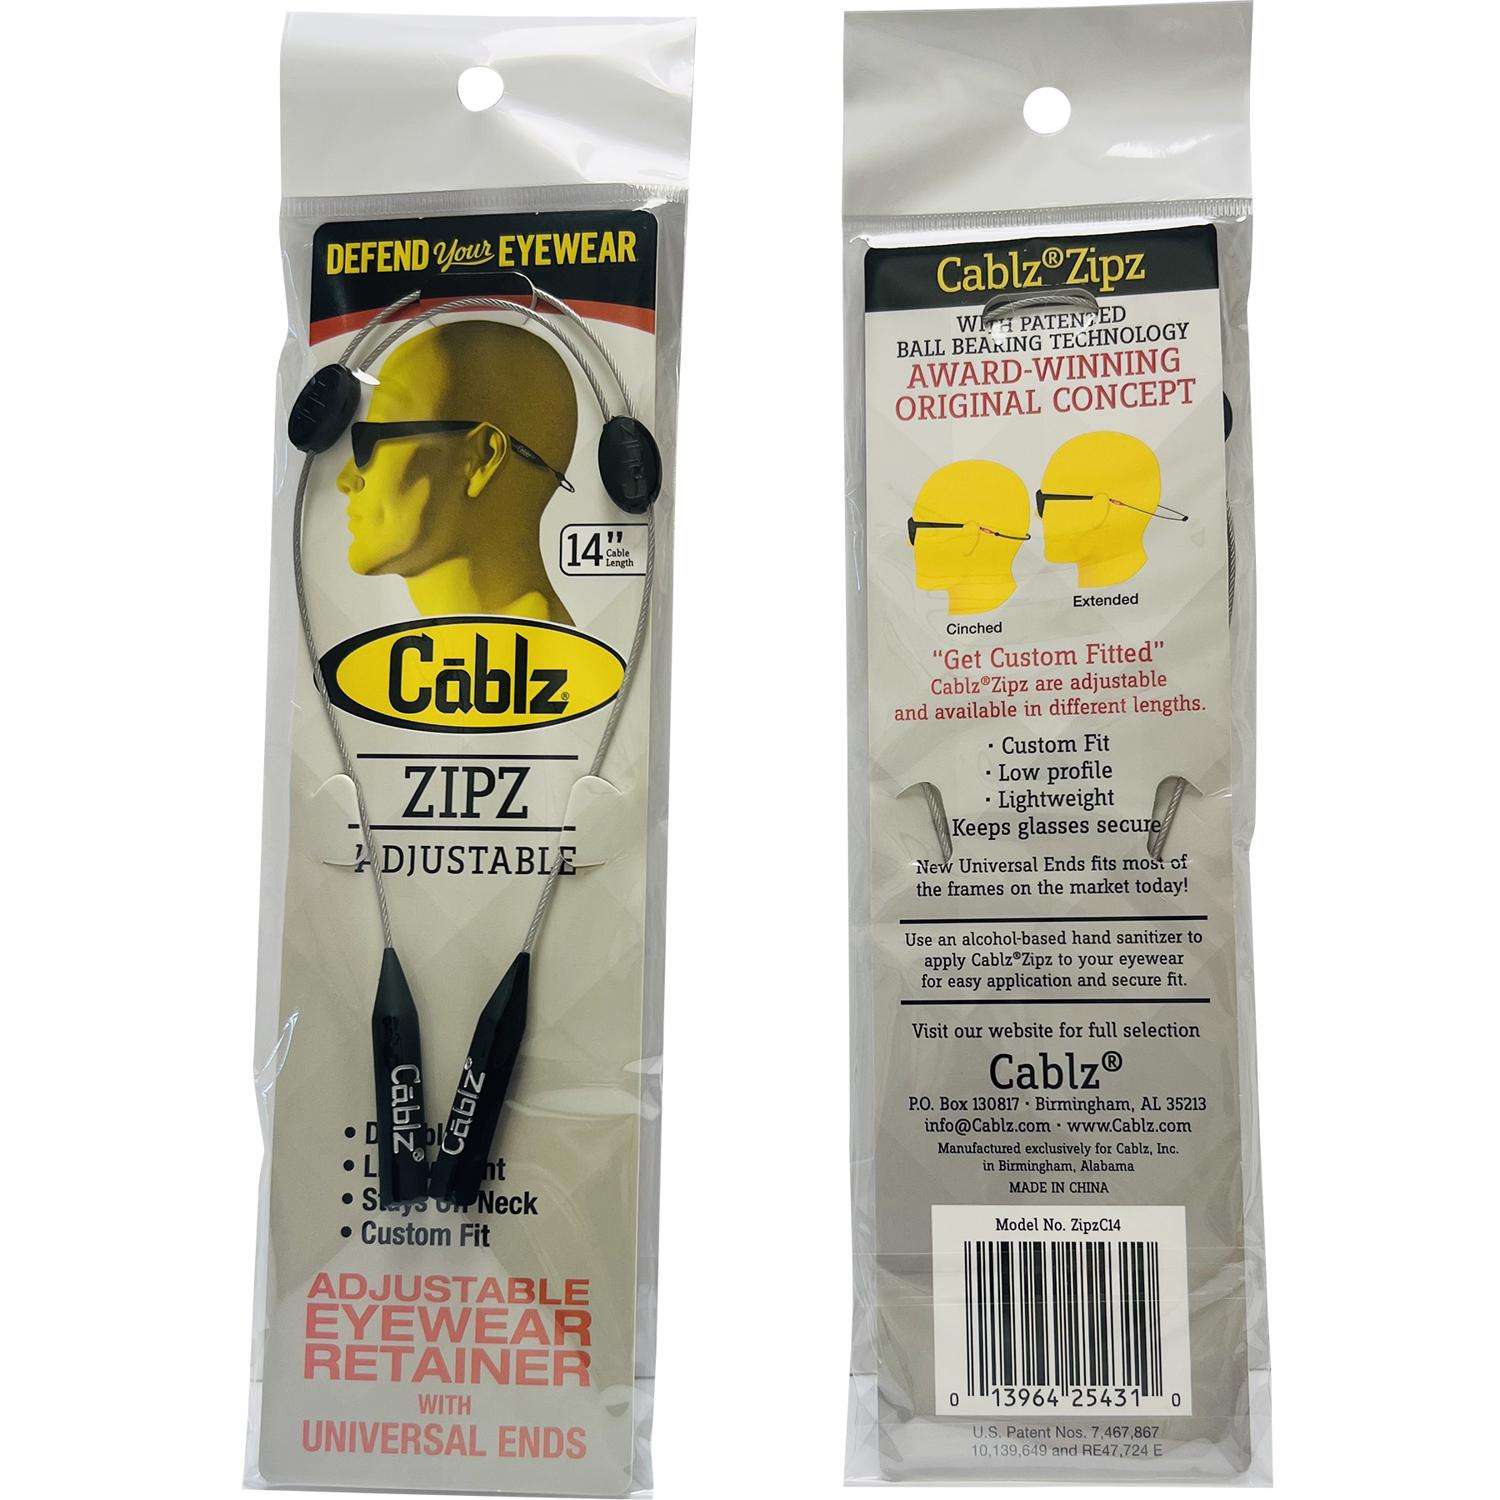 DEFEND Your EYEWEAR
14" Cable Length
Cāblz®
ZIPZ
ADJUSTABLE
Cāblz®
Cāblz®
• Stays Off Neck
• Custom Fit
ADJUSTABLE
EYEWEAR
RETAINER
WITH
UNIVERSAL ENDS
Cablz®Zipz
WITH PATENTED
BALL BEARING TECHNOLOGY
AWARD-WINNING
ORIGINAL CONCEPT
Extended
Cinched
"Get Custom Fitted"
Cablz®Zipz are adjustable
and available in different lengths.
· Custom Fit
· Low profile
· Lightweight
Keeps glasses secure
New Universal Ends fits most of
the frames on the market today!
Use an alcohol-based hand sanitizer to
apply Cablz®Zipz to your eyewear
for easy application and secure fit.
Visit our website for full selection
Cablz®
P.O. Box 130817 · Birmingham, AL 35213
info@Cablz.com · www.Cablz.com
Manufactured exclusively for Cablz, Inc.
in Birmingham, Alabama
MADE IN CHINA
Model No. ZipzC14
0 13964 25431 0
U.S. Patent Nos. 7,467,867
10,139,649 and RE47,724 E